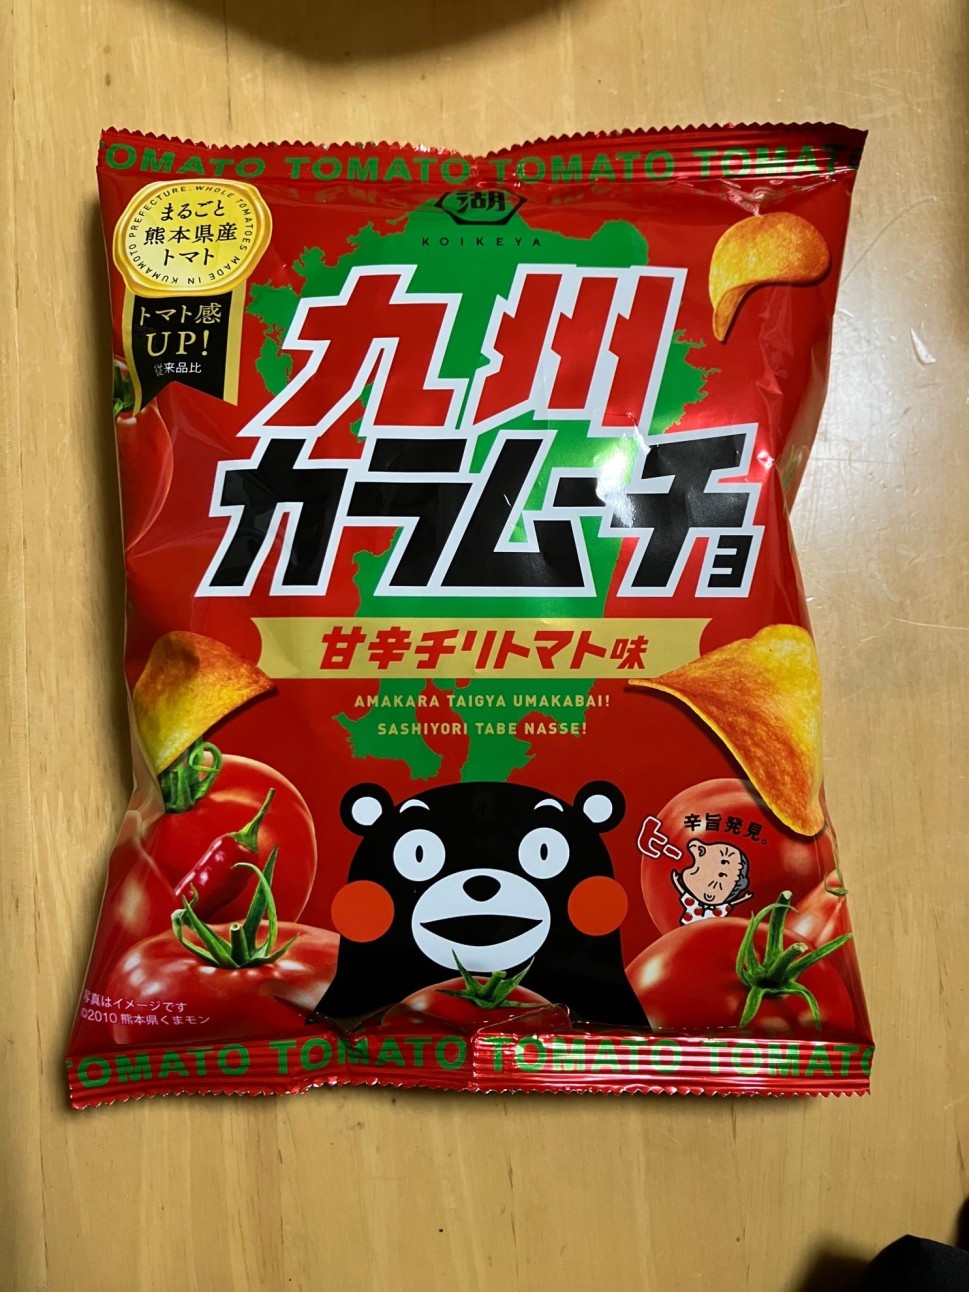 OMATO TOMATO TOMATO TOMAT
湖
KOIKEYA
KUMAMOTO PREFECTURE. WHOLE TOMATOES MADE IN
まるごと
熊本県産
トマト
トマト感
UP!
従来品比
九州
カラムーチョ
甘辛チリトマト味
AMAKARA TAIGYA UMAKABAI!
SASHIYORI TABE NASSE!
辛旨発見。
ヒー
写真はイメージです
©2010 熊本県くまモン
OMATO TOMATO TOMATO TOMATO